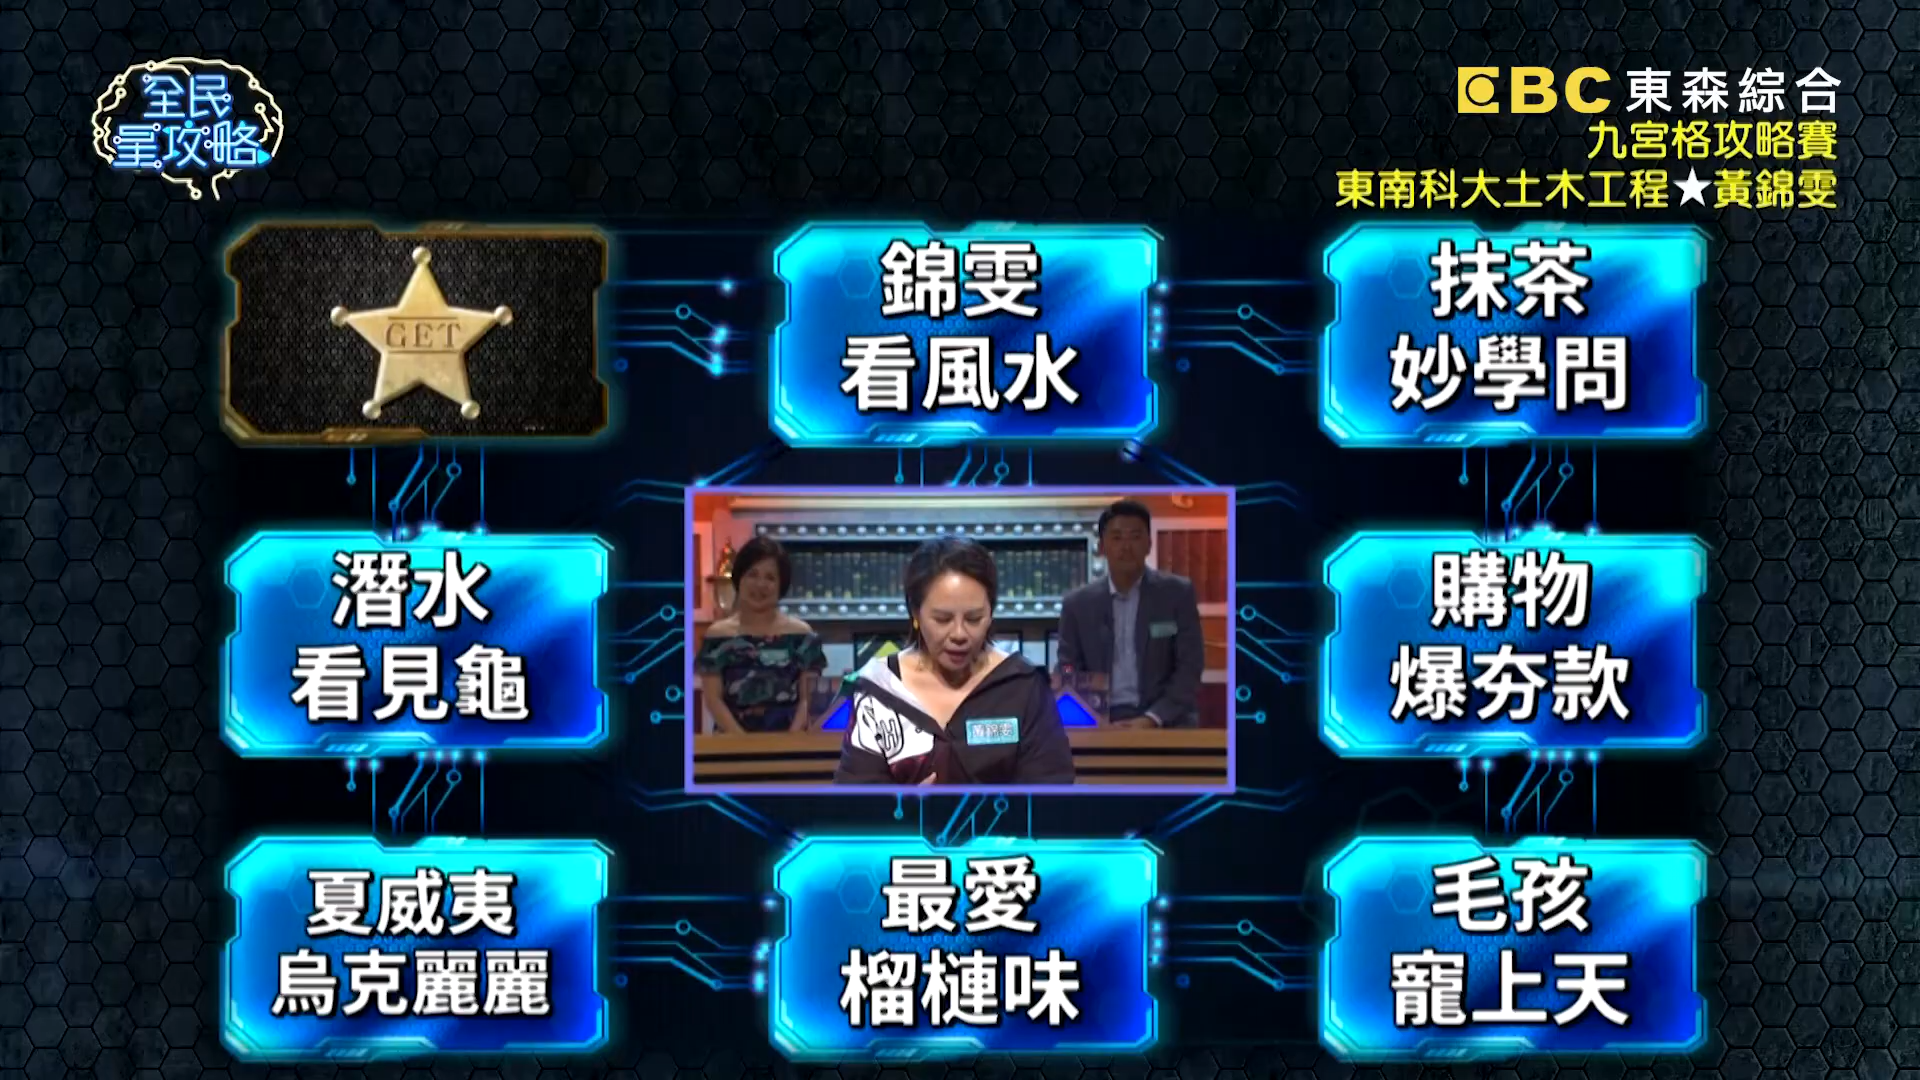 全民
星攻略
EBC 東森綜合
九宮格攻略賽
東南科大土木工程★黃錦雯
GET
錦雯
看風水
抹茶
妙學問
潛水
看見龜
黃錦雯
購物
爆夯款
夏威夷
烏克麗麗
最愛
榴槤味
毛孩
寵上天